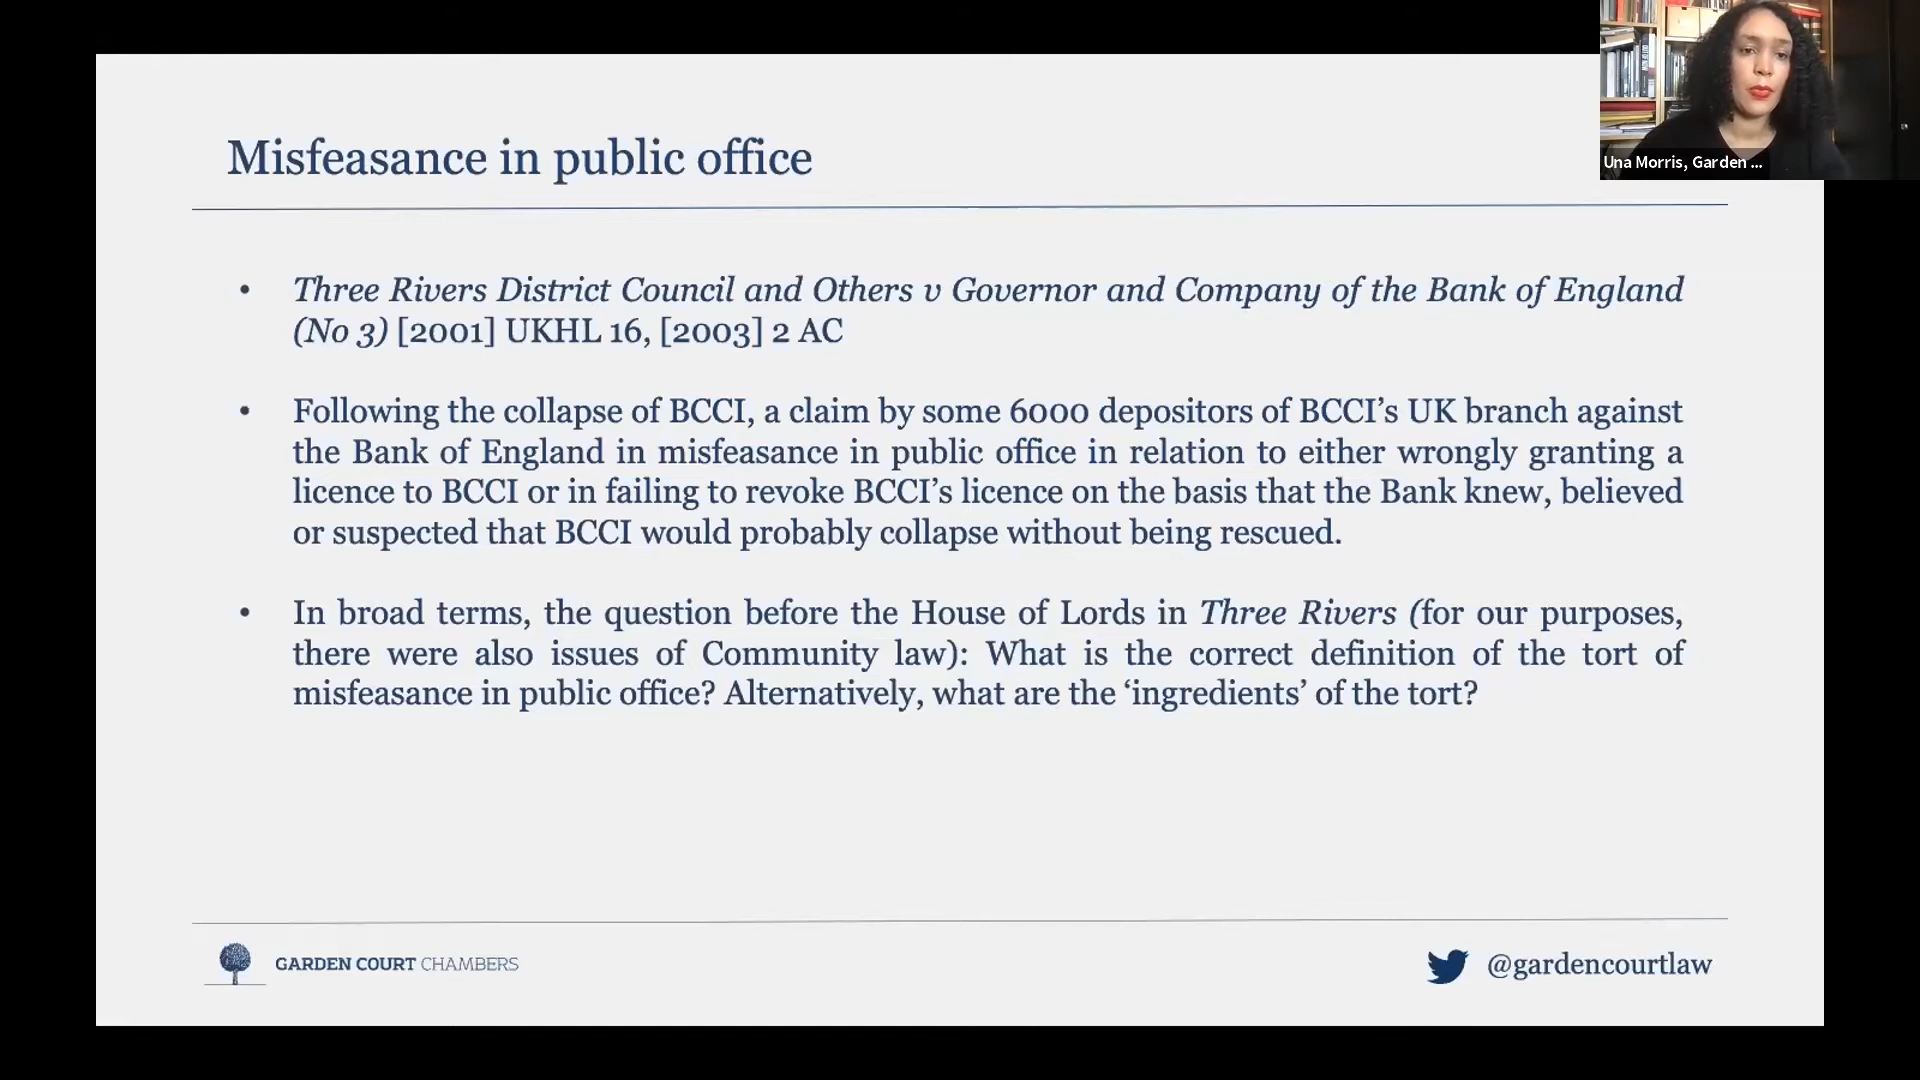 Misfeasance in public office
Una Morris, Garden ...
• Three Rivers District Council and Others v Governor and Company of the Bank of England
(No 3) [2001] UKHL 16, [2003] 2 AC
• Following the collapse of BCCI, a claim by some 6000 depositors of BCCI’s UK branch against
the Bank of England in misfeasance in public office in relation to either wrongly granting a
licence to BCCI or in failing to revoke BCCI’s licence on the basis that the Bank knew, believed
or suspected that BCCI would probably collapse without being rescued.
• In broad terms, the question before the House of Lords in Three Rivers (for our purposes,
there were also issues of Community law): What is the correct definition of the tort of
misfeasance in public office? Alternatively, what are the ‘ingredients’ of the tort?
GARDEN COURT CHAMBERS
@gardencourtlaw